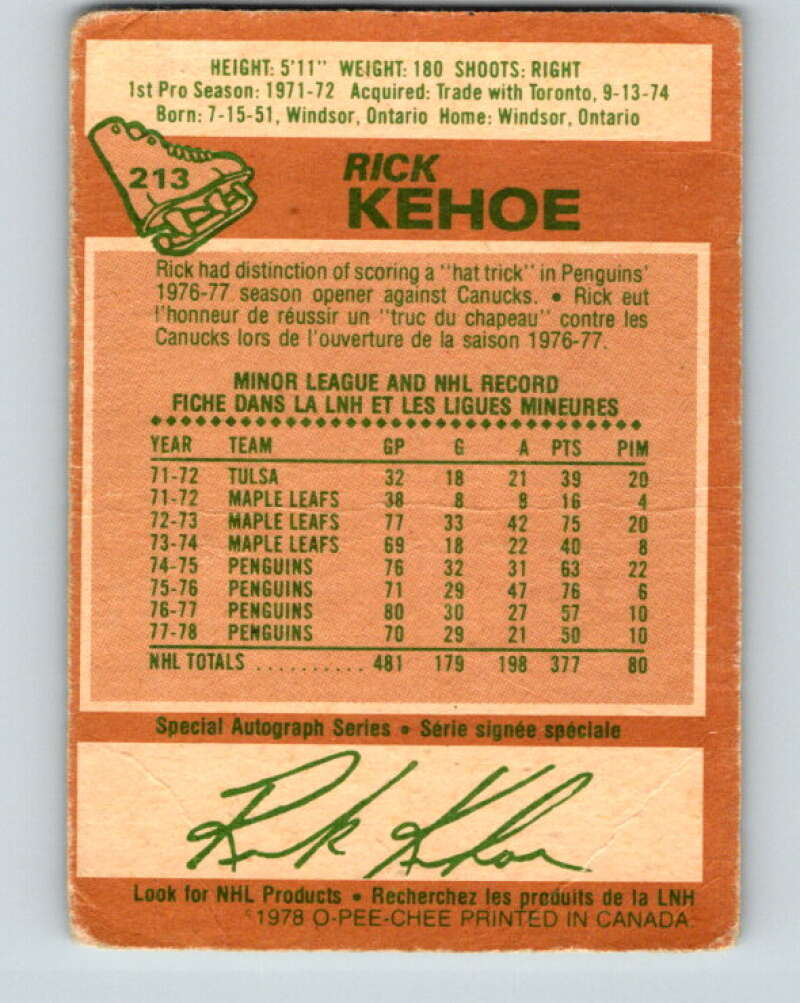 HEIGHT: 5'11" WEIGHT: 180 SHOOTS: RIGHT
1st Pro Season: 1971-72 Acquired: Trade with Toronto, 9-13-74
Born: 7-15-51, Windsor, Ontario Home: Windsor, Ontario
213
RICK
KEHOE
Rick had distinction of scoring a "hat trick" in Penguins'
1976-77 season opener against Canucks. • Rick eut
l'honneur de réussir un "truc du chapeau" contre les
Canucks lors de l'ouverture de la saison 1976-77.
MINOR LEAGUE AND NHL RECORD
FICHE DANS LA LNH ET LES LIGUES MINEURES
YEAR TEAM GP G A PTS PIM
71-72 TULSA 32 18 21 39 20
71-72 MAPLE LEAFS 38 8 8 16 4
72-73 MAPLE LEAFS 77 33 42 75 20
73-74 MAPLE LEAFS 69 18 22 40 8
74-75 PENGUINS 76 32 31 63 22
75-76 PENGUINS 71 29 47 76 6
76-77 PENGUINS 80 30 27 57 10
77-78 PENGUINS 70 29 21 50 10
NHL TOTALS .......... 481 179 198 377 80
Special Autograph Series • Série signée spéciale
Rick Kehoe
Look for NHL Products • Recherchez les produits de la LNH
©1978 O-PEE-CHEE PRINTED IN CANADA.